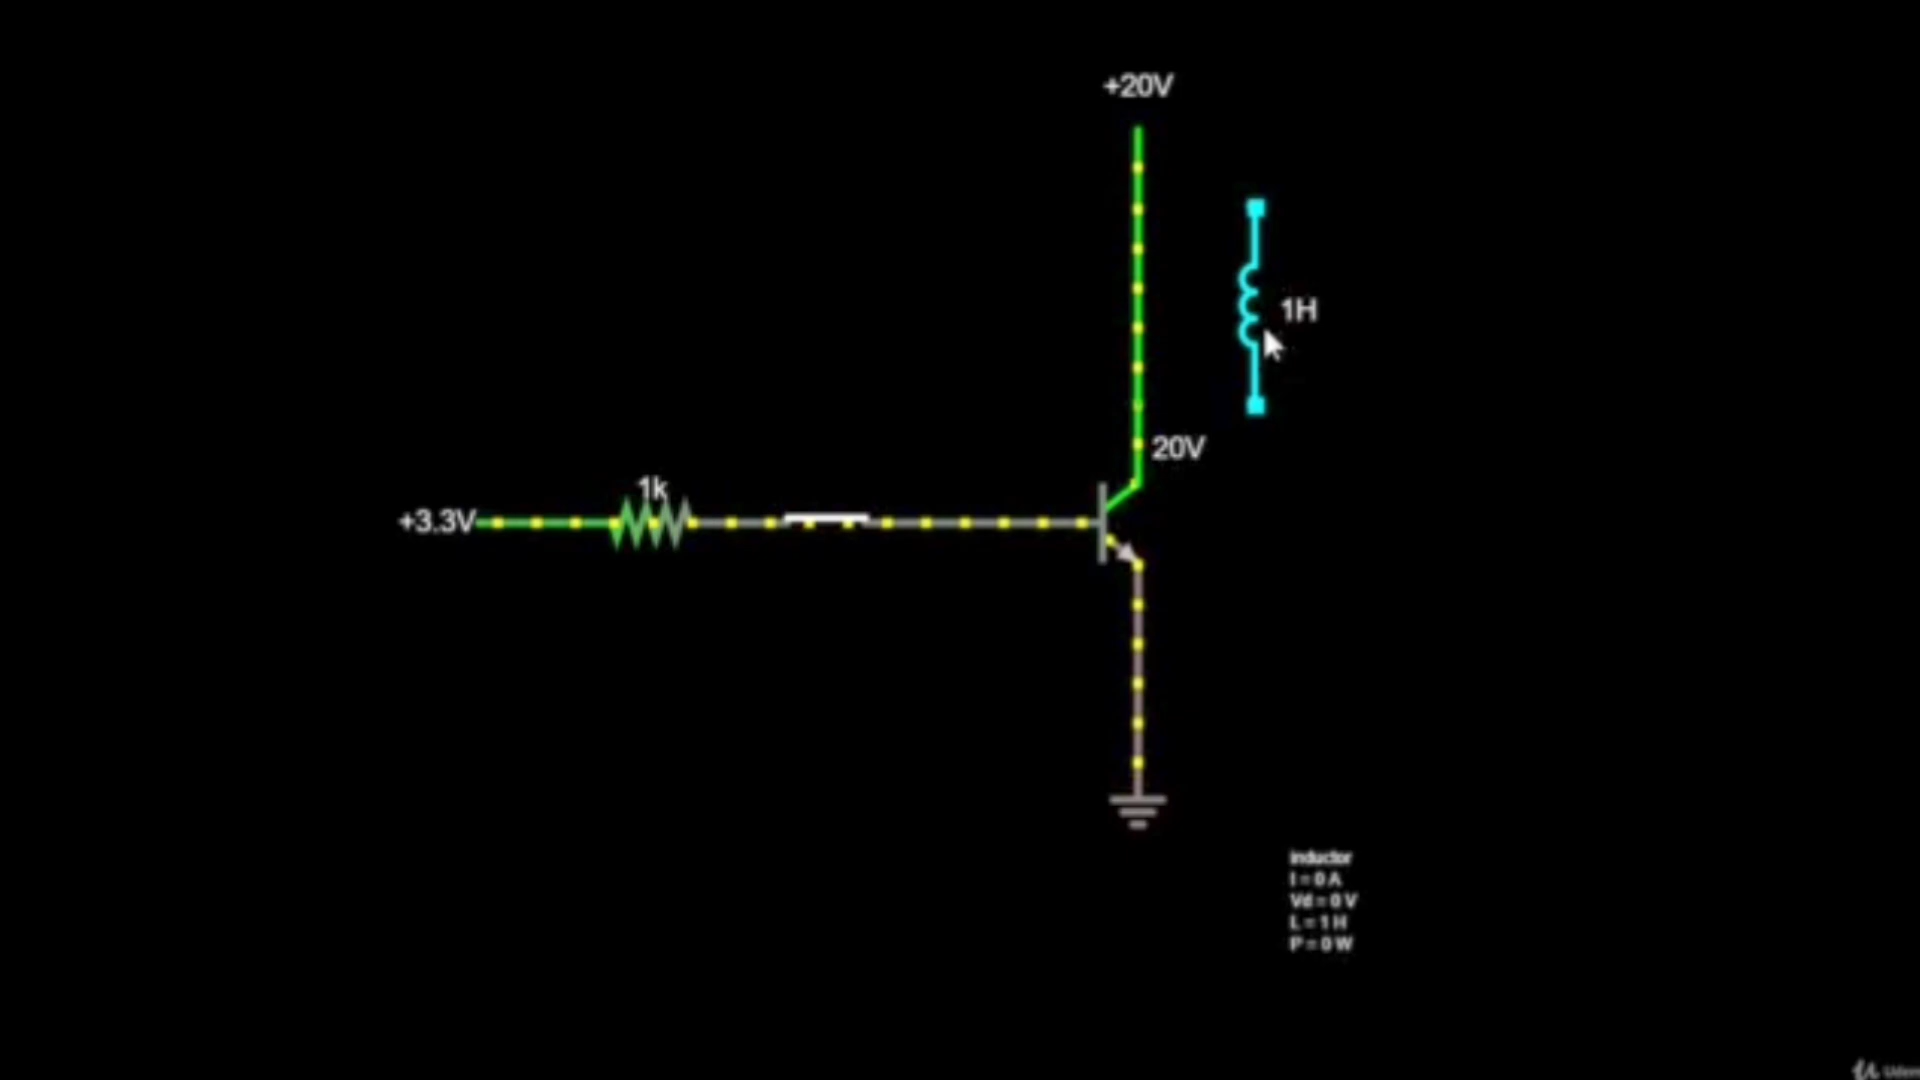 +20V
1H
20V
1k
+3.3V
inductor
I = 0 A
Vd = 0 V
L = 1 H
P = 0 W